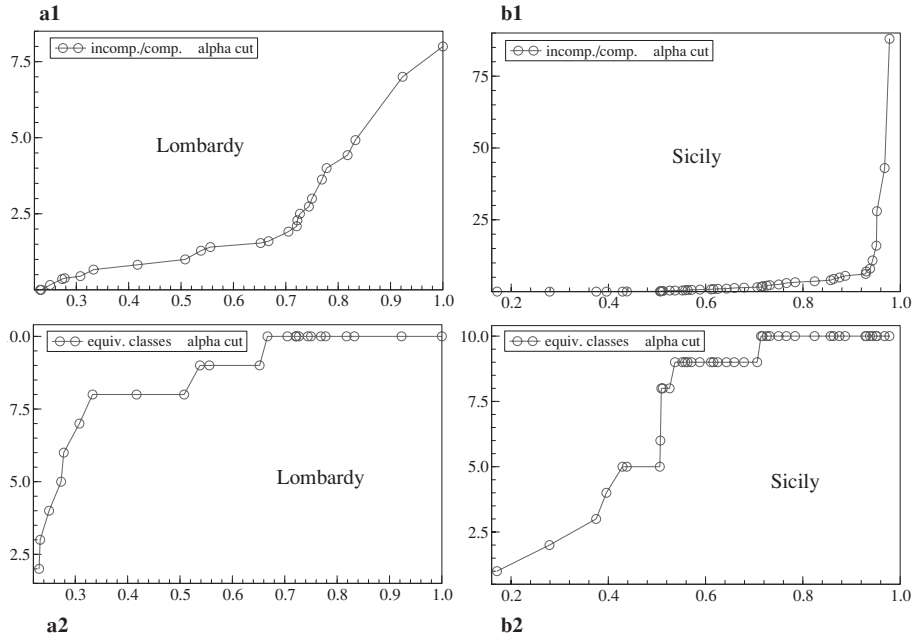 a1
b1
incomp./comp. alpha cut
7.5
5.0
2.5
0.3 0.4 0.5 0.6 0.7 0.8 0.9 1.0
Lombardy
incomp./comp. alpha cut
75
50
25
0.2 0.4 0.6 0.8 1.0
Sicily
equiv. classes alpha cut
0.0
7.5
5.0
2.5
0.3 0.4 0.5 0.6 0.7 0.8 0.9 1.0
Lombardy
equiv. classes alpha cut
10.0
7.5
5.0
2.5
0.2 0.4 0.6 0.8 1.0
Sicily
a2
b2